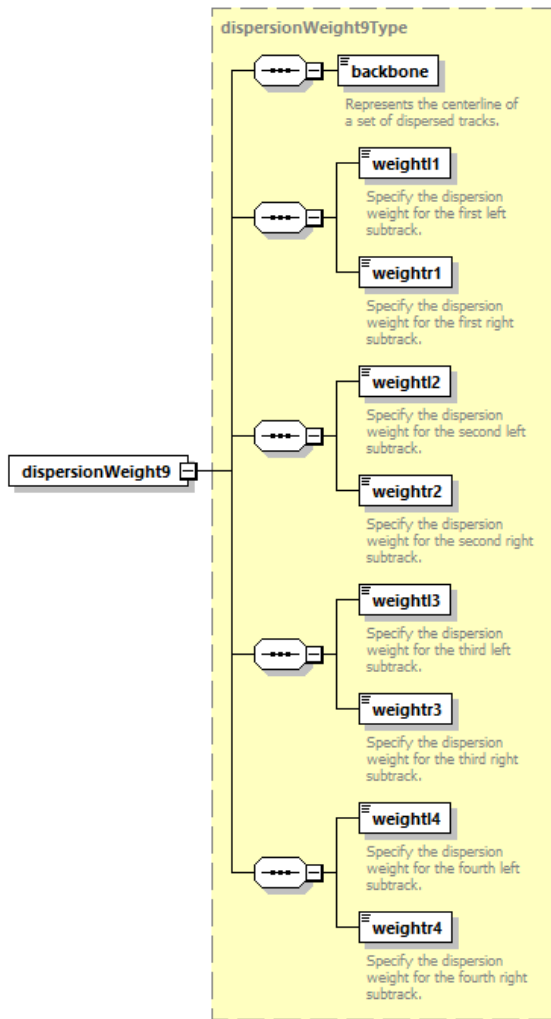 dispersionWeight9Type
backbone
Represents the centerline of
a set of dispersed tracks.
weightl1
Specify the dispersion
weight for the first left
subtrack.
weightr1
Specify the dispersion
weight for the first right
subtrack.
weightl2
Specify the dispersion
weight for the second left
subtrack.
dispersionWeight9
weightr2
Specify the dispersion
weight for the second right
subtrack.
weightl3
Specify the dispersion
weight for the third left
subtrack.
weightr3
Specify the dispersion
weight for the third right
subtrack.
weightl4
Specify the dispersion
weight for the fourth left
subtrack.
weightr4
Specify the dispersion
weight for the fourth right
subtrack.